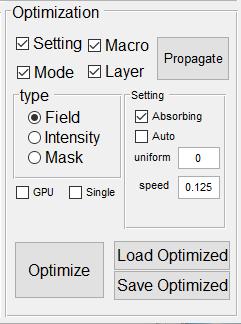 Optimization
Setting Macro
Mode Layer
Propagate
type
Field
Intensity
Mask
Setting
Absorbing
Auto
uniform 0
speed 0.125
GPU Single
Optimize
Load Optimized
Save Optimized